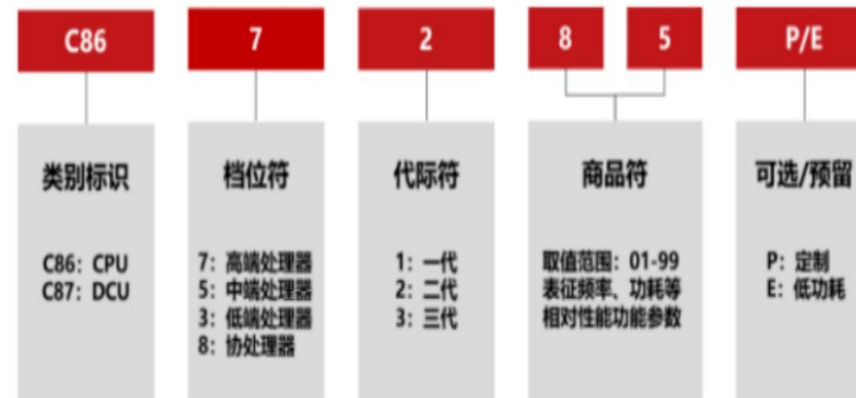 C86
7
2
8
5
P/E
类别标识
C86：CPU
C87：DCU
档位符
7：高端处理器
5：中端处理器
3：低端处理器
8：协处理器
代际符
1：一代
2：二代
3：三代
商品符
取值范围：01-99
表征频率、功耗等
相对性能功能参数
可选/预留
P：定制
E：低功耗